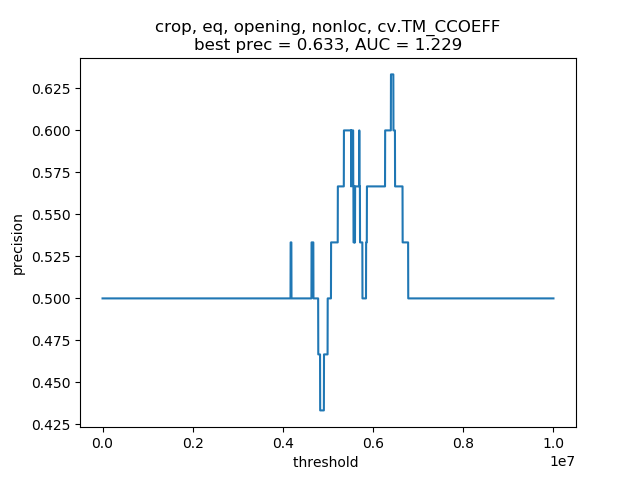 crop, eq, opening, nonloc, cv.TM_CCOEFF
best prec = 0.633, AUC = 1.229
precision
0.625
0.600
0.575
0.550
0.525
0.500
0.475
0.450
0.425
0.0 0.2 0.4 0.6 0.8 1.0
1e7
threshold